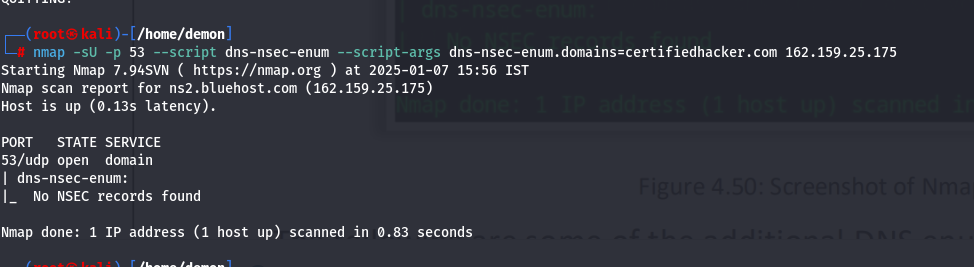 QUITTING!
┌──(root㉿kali)-[/home/demon]
└─# nmap -sU -p 53 --script dns-nsec-enum --script-args dns-nsec-enum.domains=certifiedhacker.com 162.159.25.175
Starting Nmap 7.94SVN ( https://nmap.org ) at 2025-01-07 15:56 IST
Nmap scan report for ns2.bluehost.com (162.159.25.175)
Host is up (0.13s latency).
PORT   STATE SERVICE
53/udp open  domain
| dns-nsec-enum:
|_  No NSEC records found
Nmap done: 1 IP address (1 host up) scanned in 0.83 seconds
┌──(root㉿kali)-[/home/demon]
| dns-nsec-enum:
|_ No NSEC records found
Nmap done: 1 IP address (1 host up) scanned in
Figure 4.50: Screenshot of Nma
some of the additional DNS